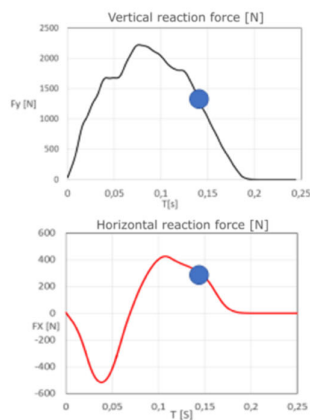 Vertical reaction force [N]
2500
2000
1500
Fy [N]
1000
500
0
0 0,05 0,1 0,15 0,2 0,25
T[s]
Horizontal reaction force [N]
600
400
200
0
FX [N]
-200
-400
-600
0 0,05 0,1 0,15 0,2 0,25
T [S]